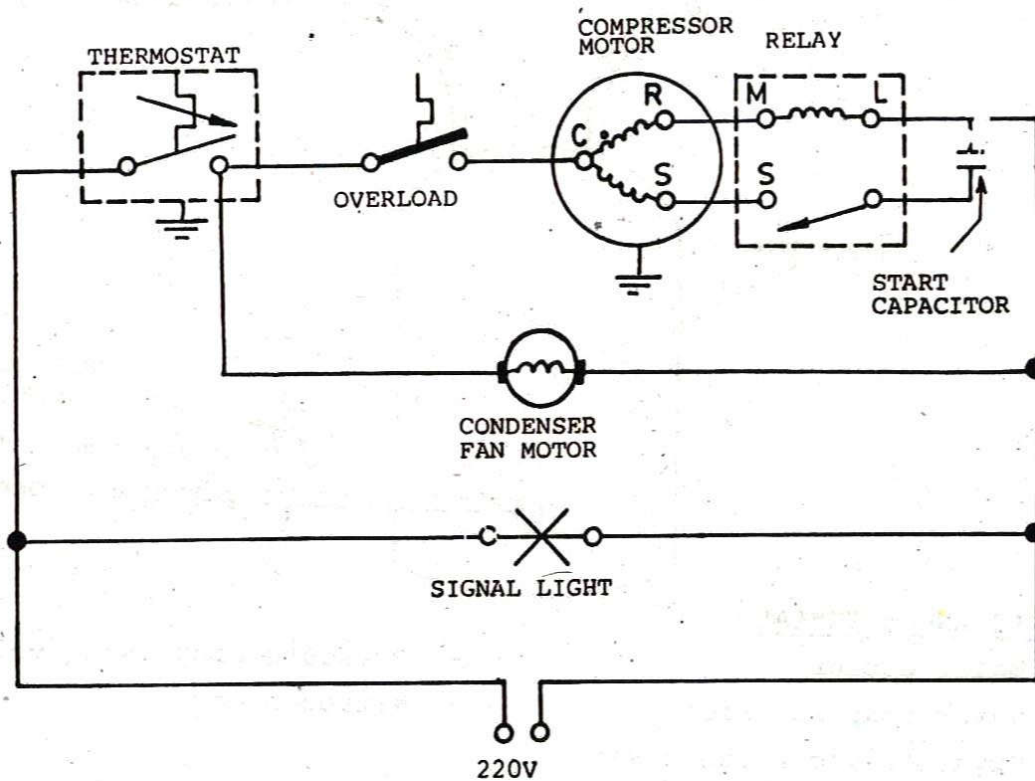 THERMOSTAT
COMPRESSOR
MOTOR
RELAY
OVERLOAD
C
R
S
M
L
S
START
CAPACITOR
CONDENSER
FAN MOTOR
SIGNAL LIGHT
220V